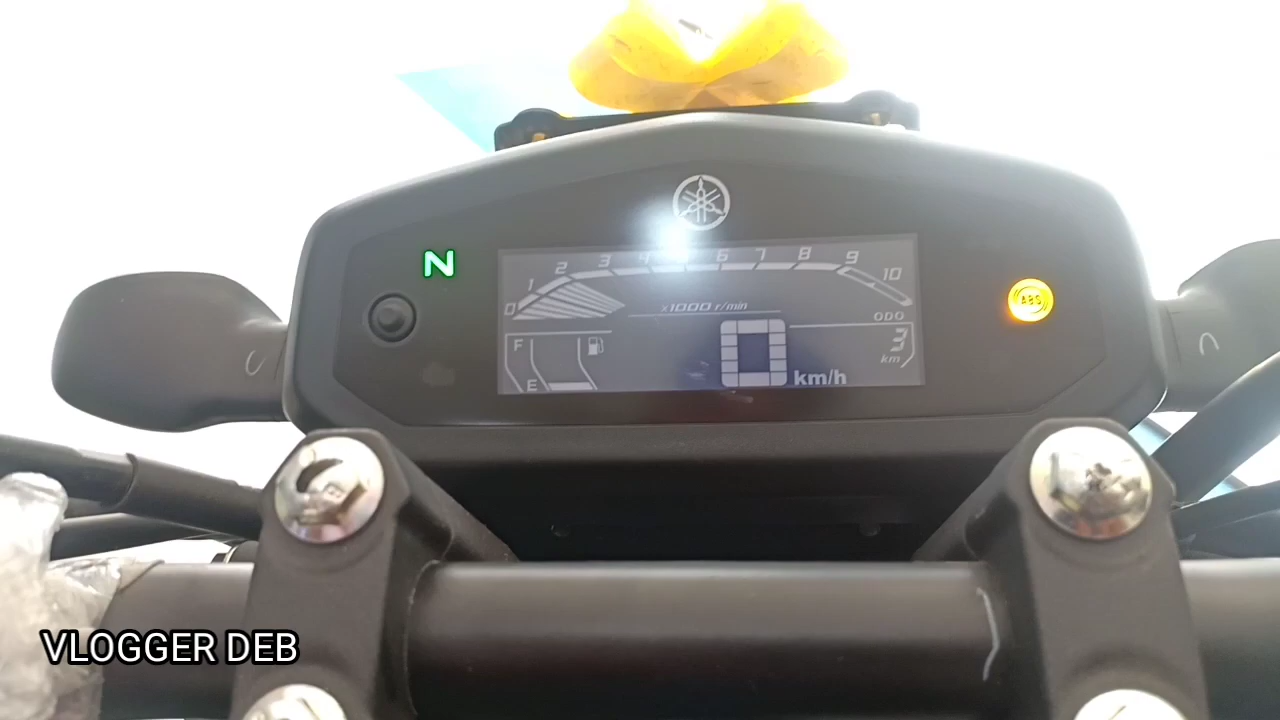 N
0 1 2 3 4 5 6 7 8 9 10
x1000 r/min
ABS
ODO
F
3
km
E
0 km/h
VLOGGER DEB